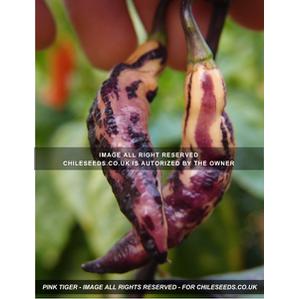 IMAGE - ALL RIGHT RESERVED
CHILESEEDS.CO.UK IS A AUTHORIZED BY THE OWNER
PINK TIGER - IMAGE ALL RIGHTS RESERVED - FOR CHILESEEDS.CO.UK